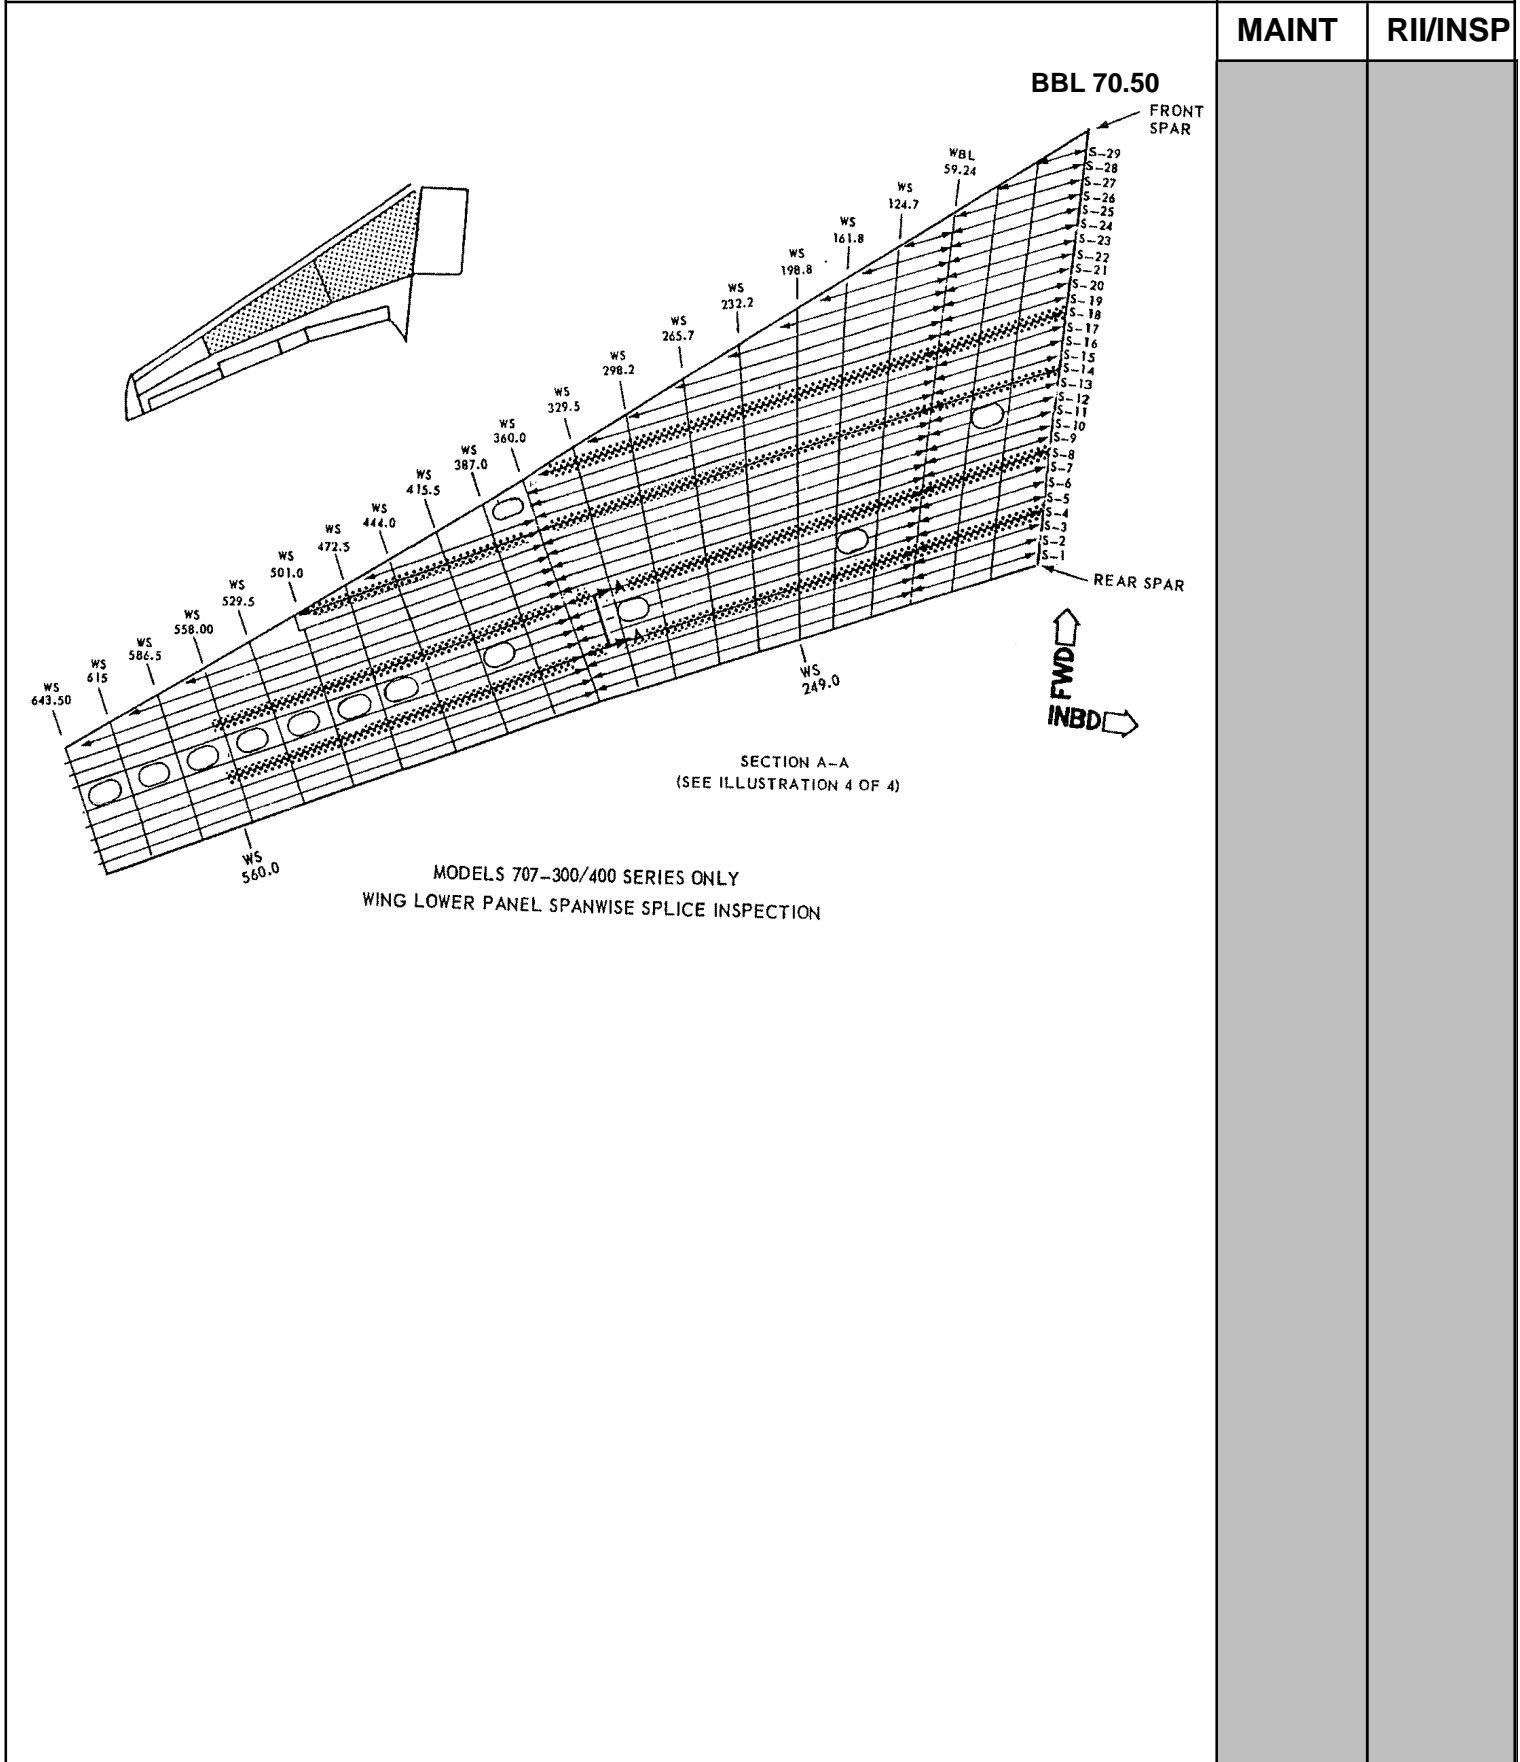 MAINT
RII/INSP
BBL 70.50
FRONT
SPAR
S-29
S-28
S-27
S-26
S-25
S-24
S-23
S-22
S-21
S-20
S-19
S-18
S-17
S-16
S-15
S-14
S-13
S-12
S-11
S-10
S-9
S-8
S-7
S-6
S-5
S-4
S-3
S-2
S-1
WBL
59.24
WS
124.7
WS
161.8
WS
198.8
WS
232.2
WS
265.7
WS
298.2
WS
329.5
WS
360.0
WS
387.0
WS
415.5
WS
444.0
WS
472.5
WS
501.0
WS
529.5
WS
558.00
WS
586.5
WS
615
WS
643.50
A
A
REAR SPAR
FWD
INBD
WS
249.0
WS
560.0
SECTION A-A
(SEE ILLUSTRATION 4 OF 4)
MODELS 707-300/400 SERIES ONLY
WING LOWER PANEL SPANWISE SPLICE INSPECTION